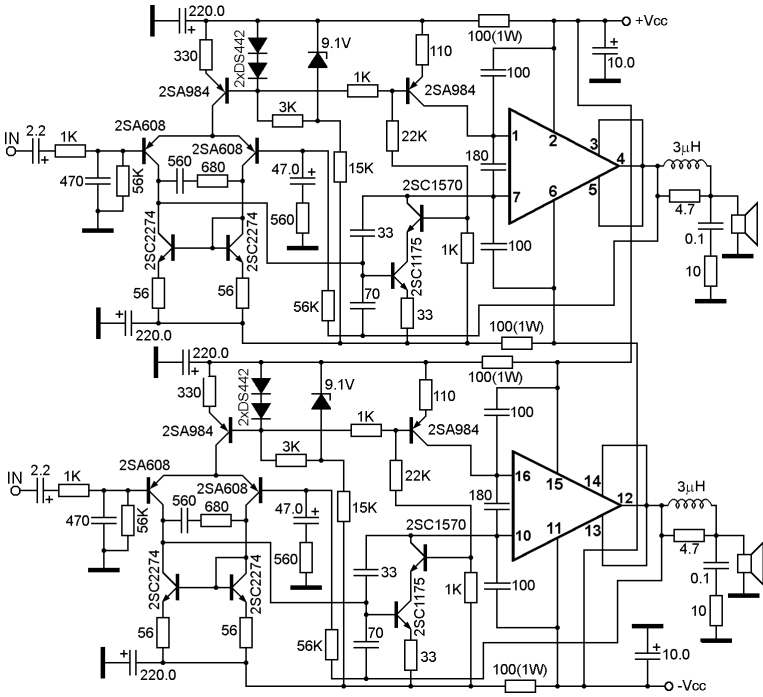 220.0
+
9.1V
100(1W)
+Vcc
330
2xDS442
110
+
10.0
2SA984
1K
2SA984
100
3K
1
2
3
3µH
IN
2.2
1K
2SA608
2SA608
22K
4
+
560
680
47.0
+
15K
180
5
470
56K
2SC1570
7
6
4.7
2SC2274
2SC2274
560
33
2SC1175
1K
100
0.1
10
56
56
56K
70
33
+
220.0
100(1W)
220.0
+
9.1V
100(1W)
330
2xDS442
110
2SA984
1K
2SA984
100
3K
16
15
14
3µH
IN
2.2
1K
2SA608
2SA608
22K
12
+
560
680
47.0
+
15K
180
13
470
56K
2SC1570
10
11
4.7
2SC2274
2SC2274
560
33
2SC1175
1K
100
0.1
10
56
56
56K
70
33
+
10.0
+
220.0
100(1W)
-Vcc